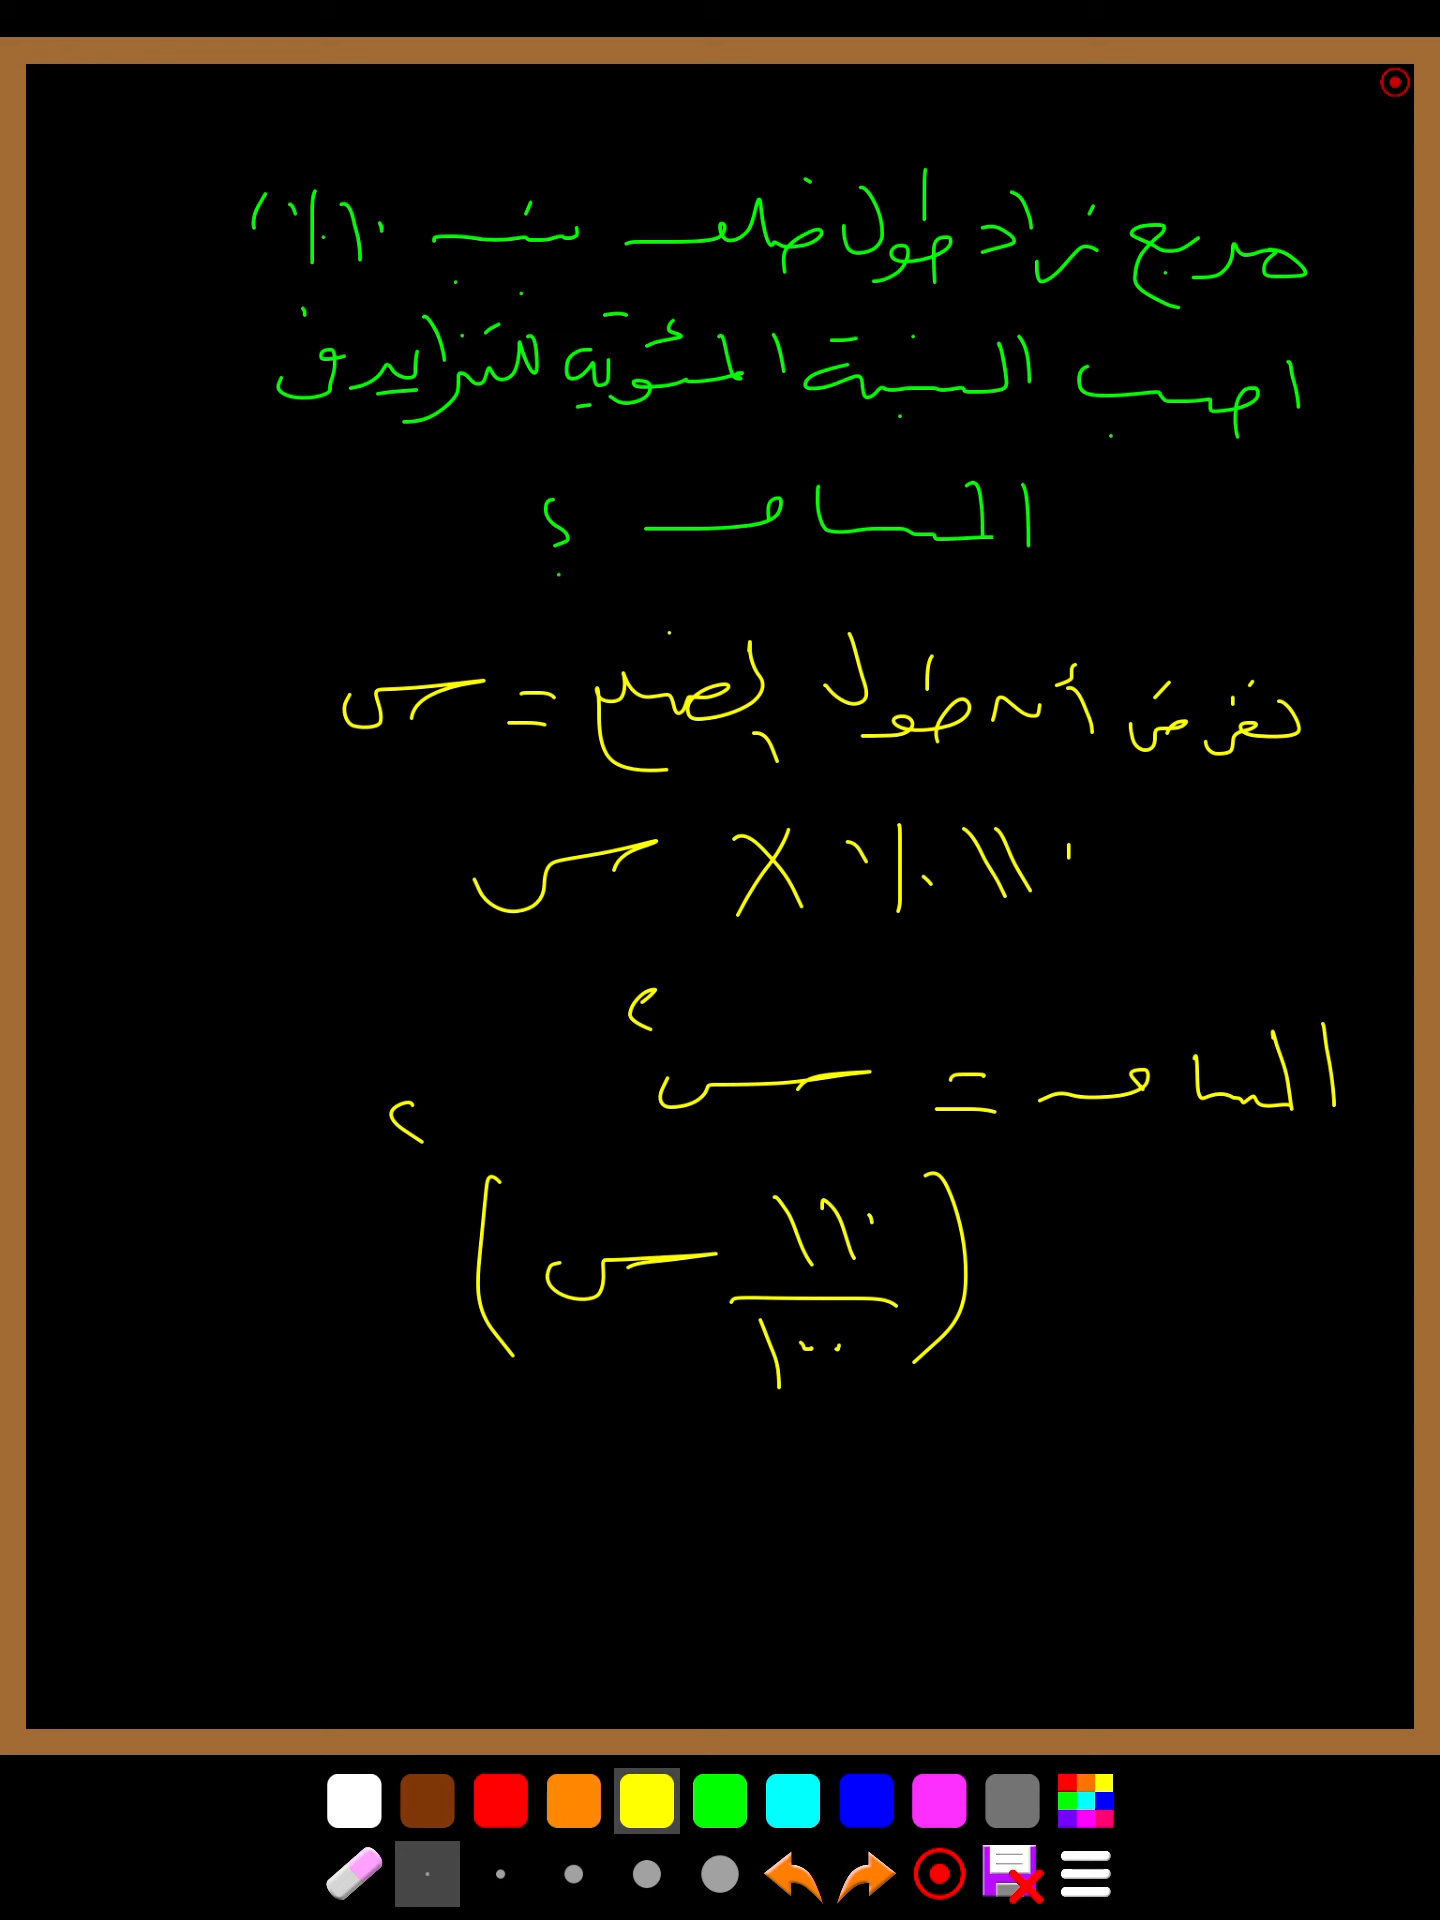 مربع زاد طول ضلعه بنسبة ١٠٪،
احسب النسبة المئوية للتزايد في
المساحة ؟
نفرض أن طول الضلع = س
١١٠٪ × س
المساحة = س٢
(١١٠/١٠٠ س)٢